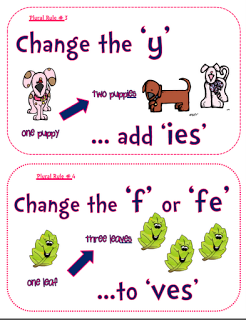 Plural Rule # 3
Change the 'y'
two puppies
one puppy
... add 'ies'
Plural Rule # 4
Change the 'f' or 'fe'
three leaves
one leaf
...to 'ves'